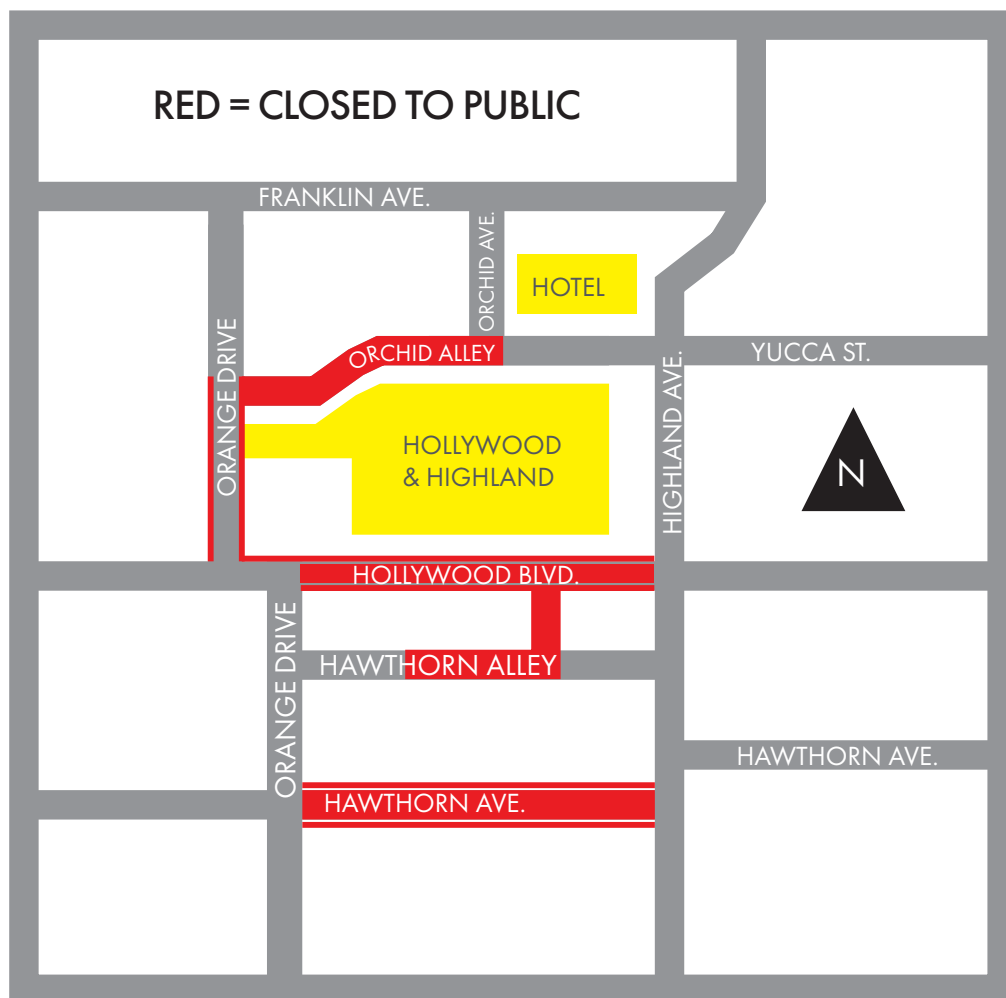 RED = CLOSED TO PUBLIC
FRANKLIN AVE.
ORCHID AVE.
HOTEL
ORANGE DRIVE
ORCHID ALLEY
YUCCA ST.
HIGHLAND AVE.
HOLLYWOOD
& HIGHLAND
N
HOLLYWOOD BLVD.
ORANGE DRIVE
HAWTHORN ALLEY
HAWTHORN AVE.
HAWTHORN AVE.